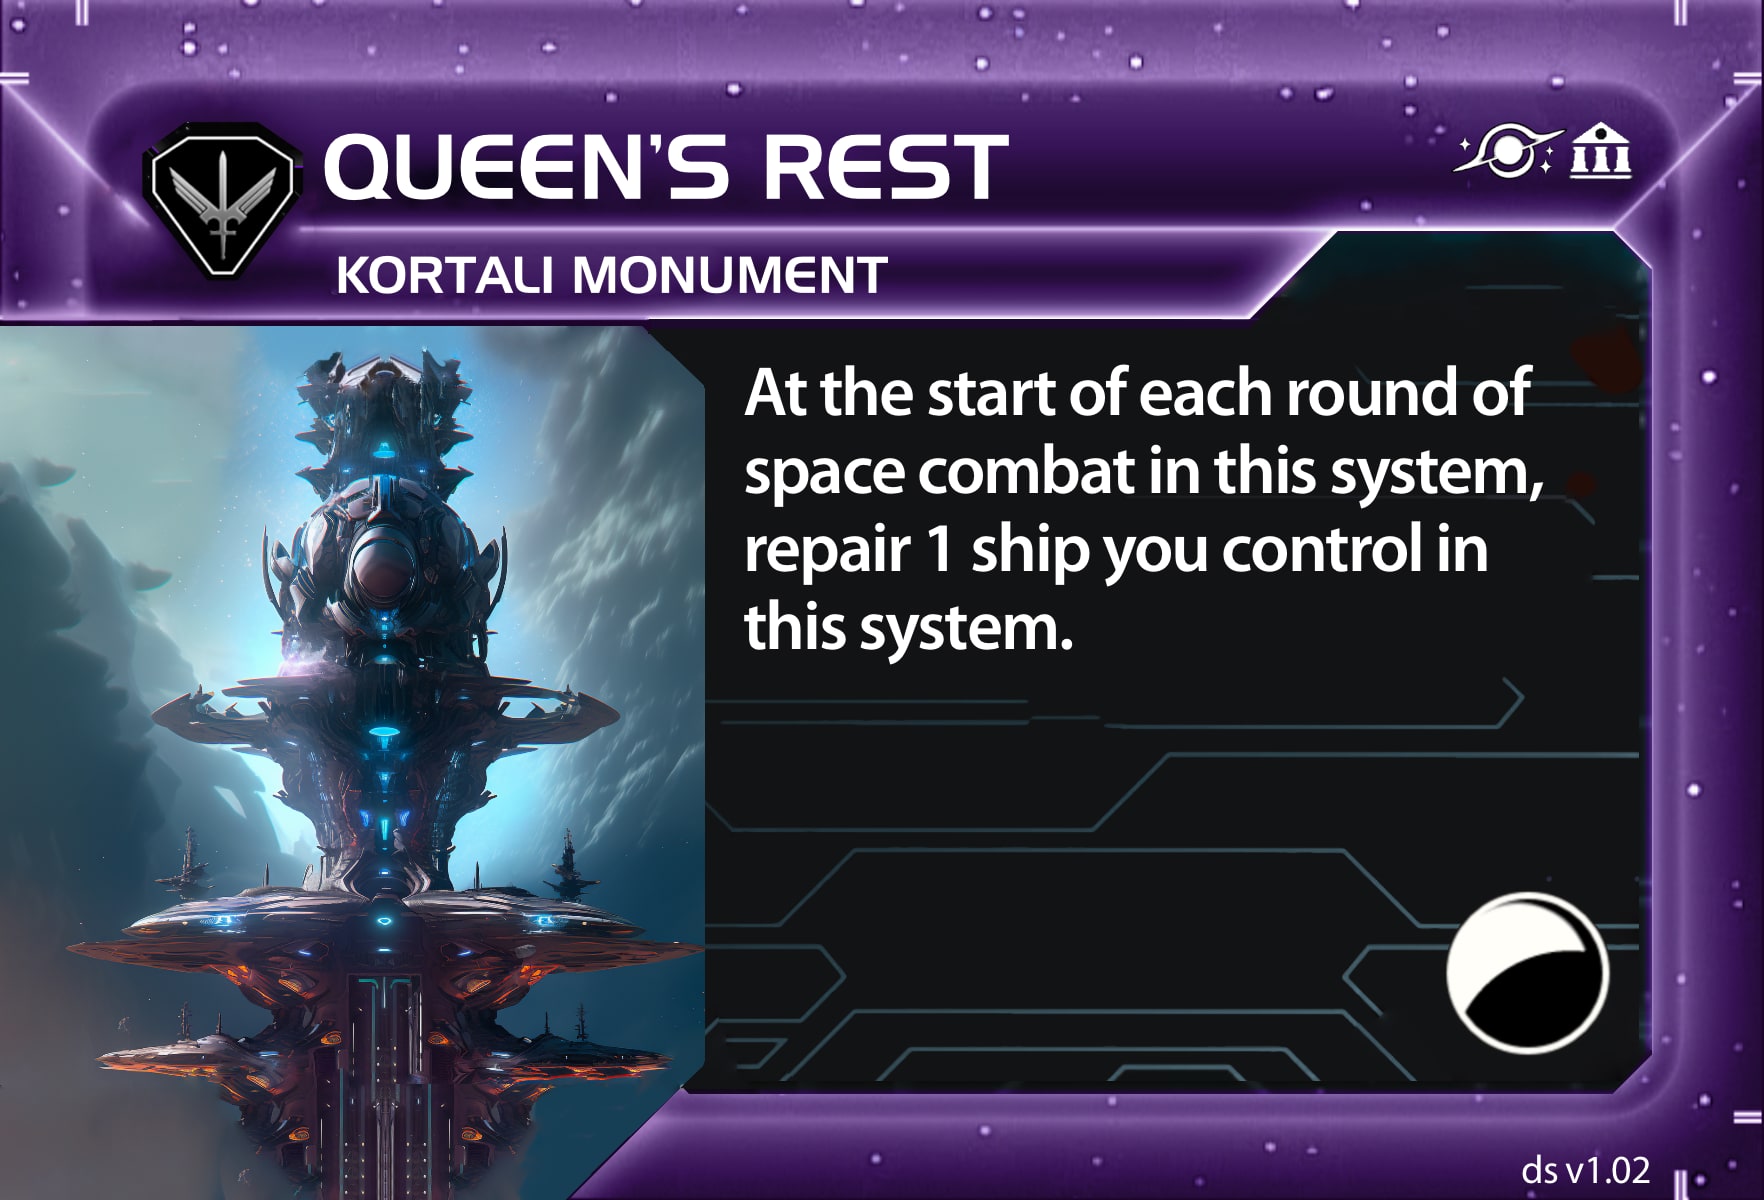 QUEEN’S REST
KORTALI MONUMENT
At the start of each round of
space combat in this system,
repair 1 ship you control in
this system.
ds v1.02